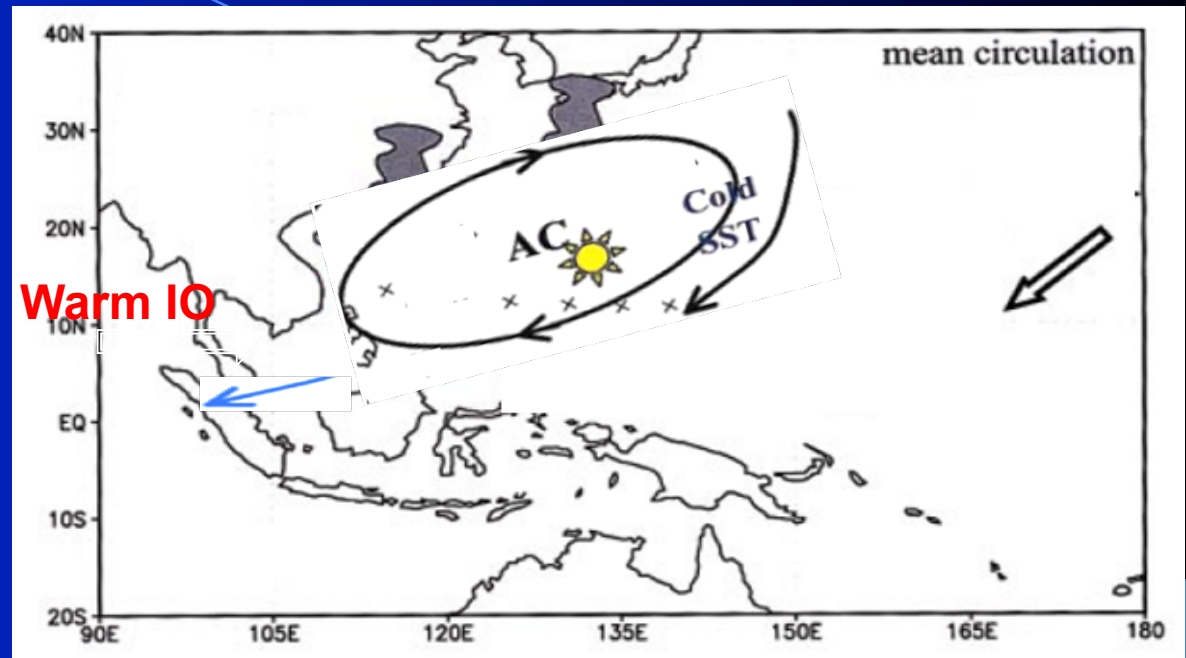 40N
mean circulation
30N
Cold
SST
20N
AC
Warm IO
10N
EQ
10S
20S
90E
105E
120E
135E
150E
165E
180